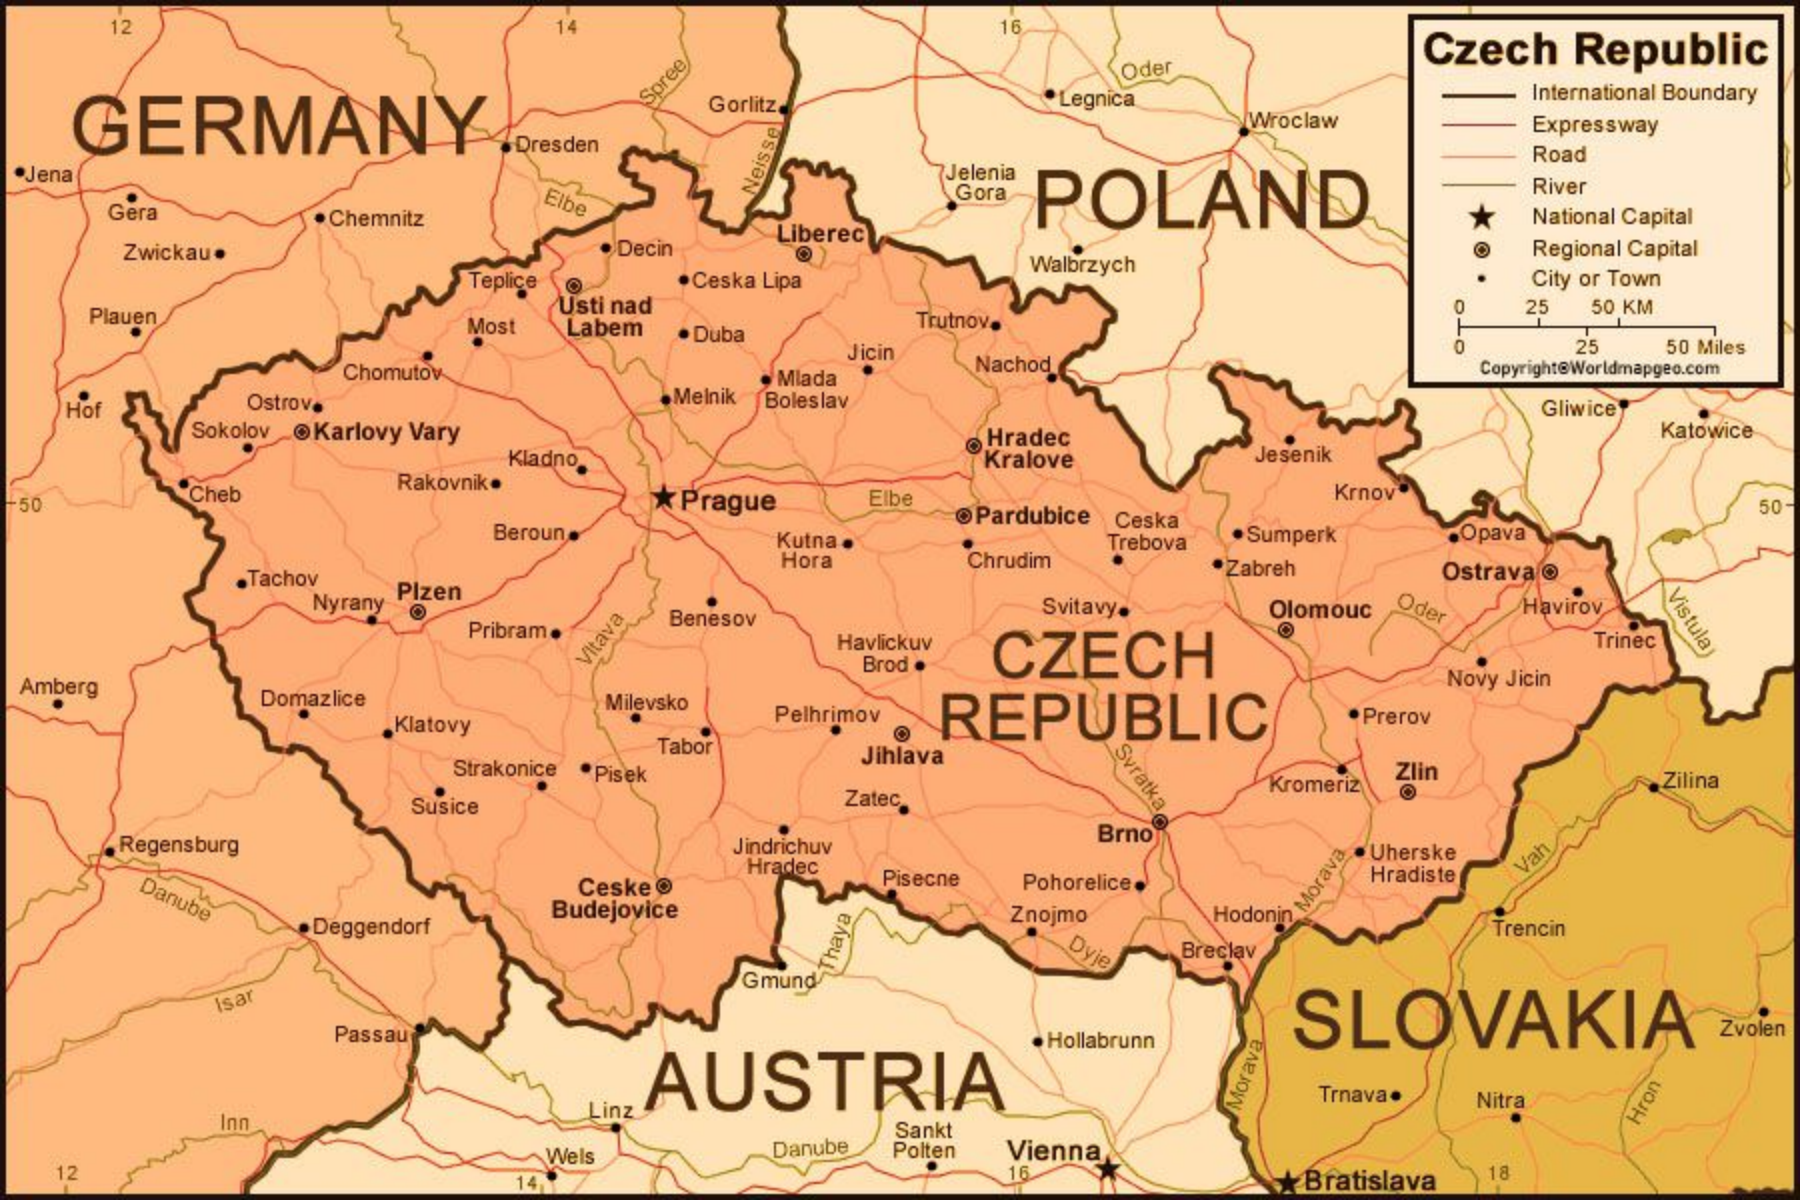 12
14
16
Czech Republic
International Boundary
Expressway
Road
River
National Capital
Regional Capital
City or Town
0 25 50 KM
0 25 50 Miles
Copyright©Worldmapgeo.com
GERMANY
Spree
Gorlitz
Oder
Legnica
Wroclaw
Dresden
Neisse
Jena
Gera
Elbe
Jelenia
Gora
POLAND
Chemnitz
Zwickau
Liberec
Decin
Walbrzych
Teplice
Ceska Lipa
Usti nad
Labem
Plauen
Most
Duba
Trutnov
Jicin
Nachod
Chomutov
Mlada
Boleslav
Melnik
Hof
Ostrov
Gliwice
Katowice
Sokolov
Karlovy Vary
Hradec
Kralove
Jesenik
Kladno
Rakovnik
Cheb
Krnov
50
Prague
Elbe
50
Pardubice
Ceska
Trebova
Beroun
Kutna
Hora
Chrudim
Sumperk
Opava
Zabreh
Ostrava
Tachov
Plzen
Nyrany
Benesov
Svitavy
Olomouc
Oder
Havirov
Vistula
Pribram
Vltava
Havlickuv
Brod
CZECH
REPUBLIC
Trinec
Novy Jicin
Amberg
Domazlice
Milevsko
Klatovy
Pelhrimov
Prerov
Tabor
Jihlava
Strakonice
Pisek
Svratka
Kromeriz
Zlin
Zilina
Susice
Zatec
Brno
Regensburg
Jindrichuv
Hradec
Uherske
Hradiste
Vah
Danube
Ceske
Budejovice
Pisecne
Pohorelice
Morava
Deggendorf
Znojmo
Hodonin
Trencin
Thaya
Dyje
Breclav
Gmund
Isar
Passau
Hollabrunn
SLOVAKIA
Zvolen
AUSTRIA
Morava
Trnava
Nitra
Hron
Linz
Inn
Danube
Sankt
Polten
Vienna
Wels
12
14
16
18
Bratislava